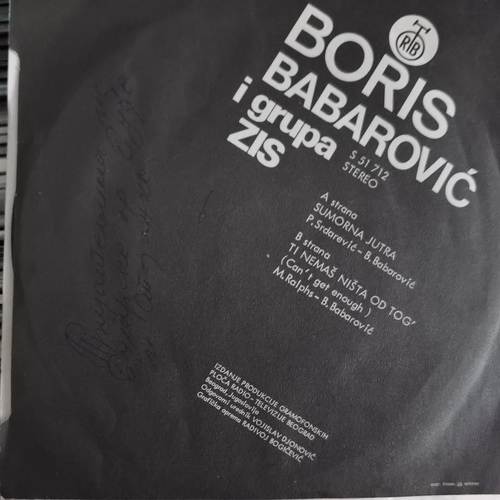 RTB
BORIS
BABAROVIĆ
i grupa
ZIS
S 51 712
STEREO
A strana
SUMORNA JUTRA
P. Srdarević-B. Babarović
B strana
TI NEMAŠ NIŠTA OD TOG'
(Can't get enough)
M. Ralphs-B. Babarović
IZDANJE PRODUKCIJE GRAMOFONSKIH
PLOČA RADIO-TELEVIZIJE BEOGRAD
Beograd, Jugoslavija
Odgovorni urednik VOJISLAV DJONOVIĆ
Grafička oprema RADIVOJ BOGIČEVIĆ